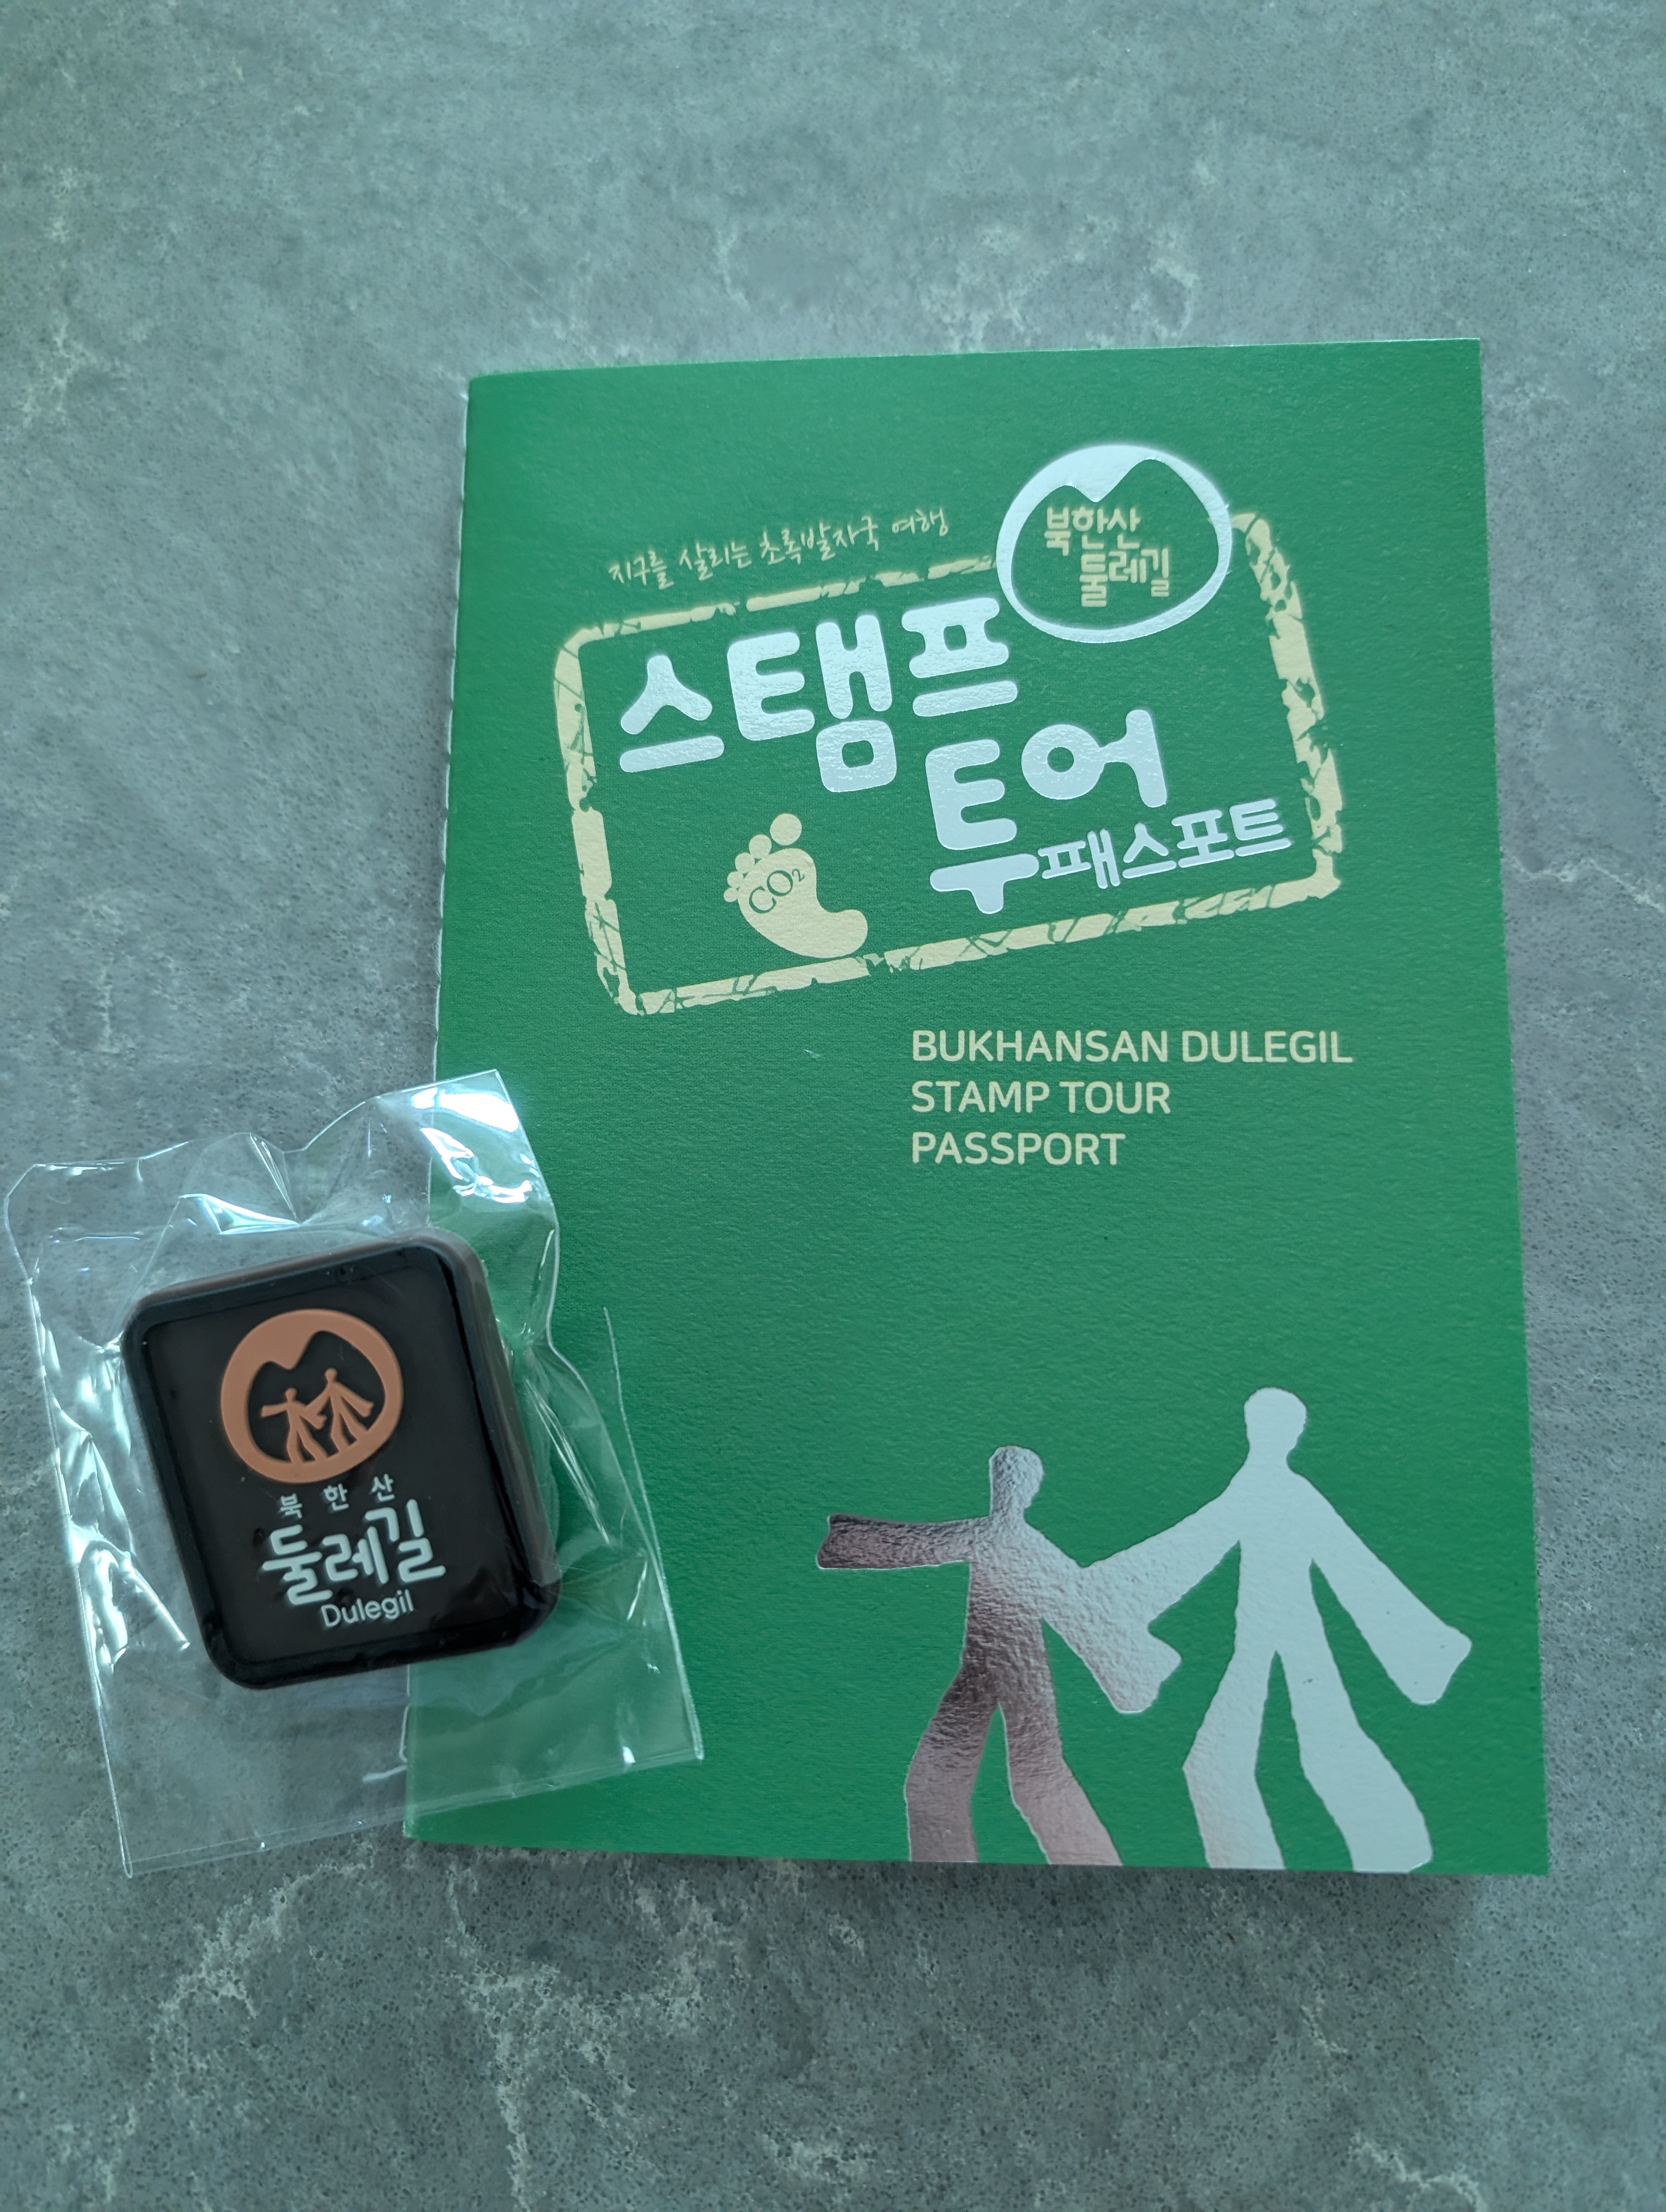 지구를 살리는 초록발자국 여행
북한산
둘레길
스탬프
투어
패스포트
CO₂
BUKHANSAN DULEGIL
STAMP TOUR
PASSPORT
북한산
둘레길
Dulegil